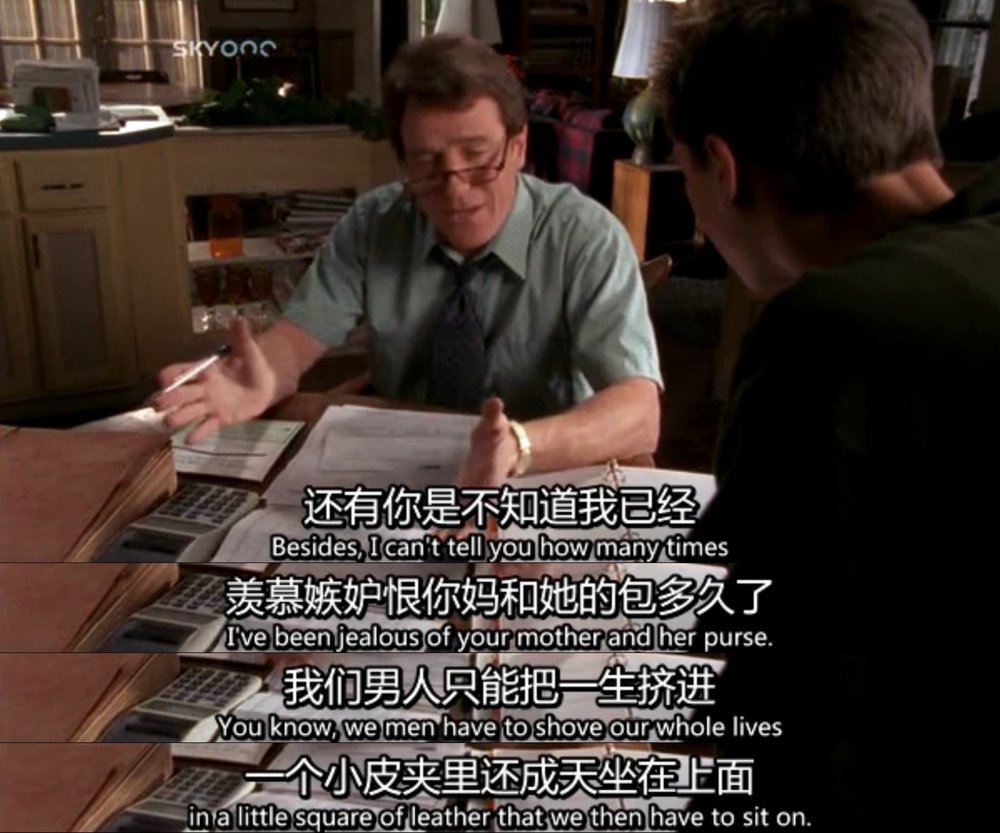 SKY one
还有你是不知道我已经
Besides, I can't tell you how many times
羡慕嫉妒恨你妈和她的包多久了
I've been jealous of your mother and her purse.
我们男人只能把一生挤进
You know, we men have to shove our whole lives
一个小皮夹里还成天坐在上面
in a little square of leather that we then have to sit on.